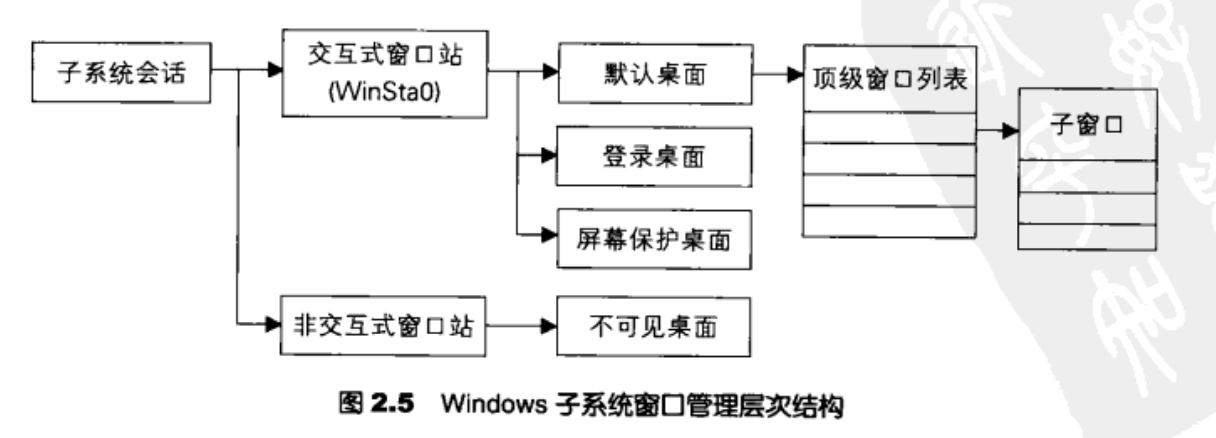 子系统会话
交互式窗口站
(WinSta0)
默认桌面
顶级窗口列表
子窗口
登录桌面
屏幕保护桌面
非交互式窗口站
不可见桌面
图 2.5 Windows 子系统窗口管理层次结构